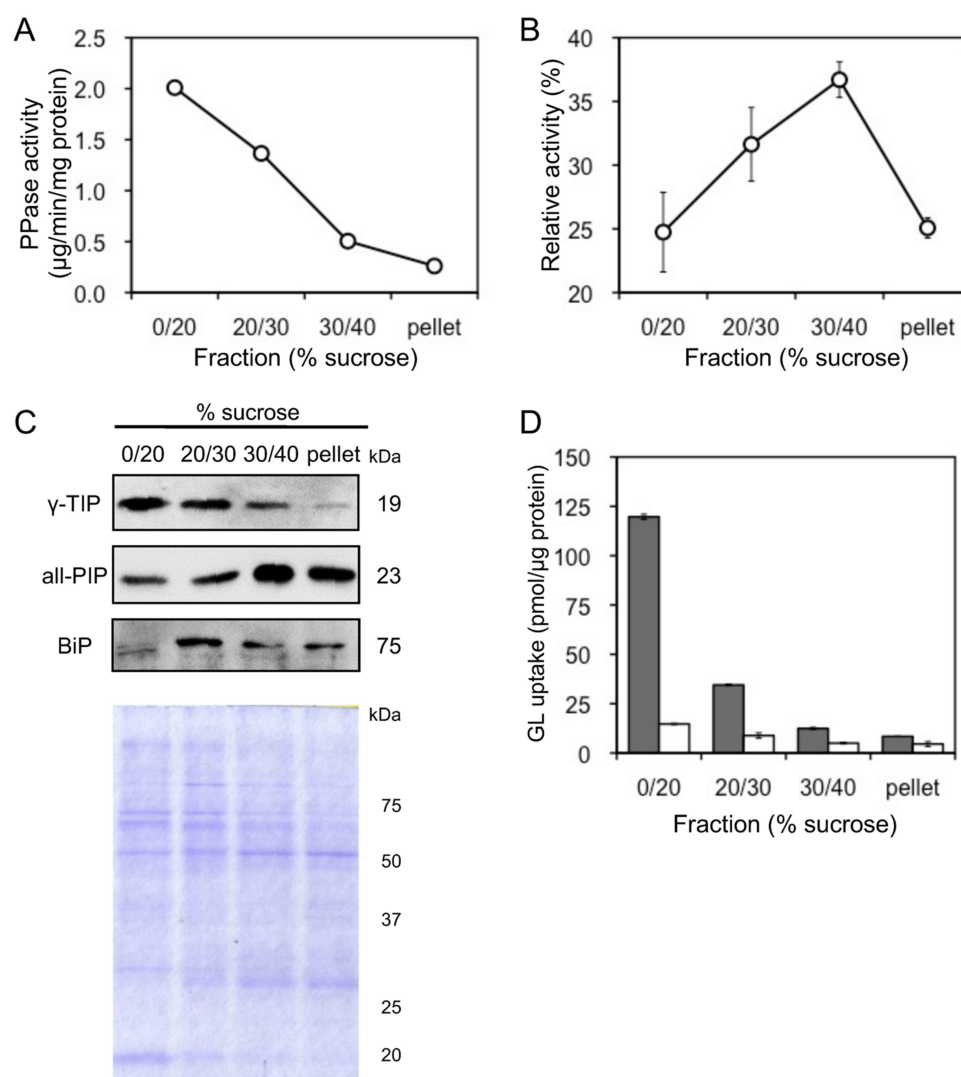 A
PPase activity
(µg/min/mg protein)
2.5
2.0
1.5
1.0
0.5
0.0
0/20 20/30 30/40 pellet
Fraction (% sucrose)
B
Relative activity (%)
40
35
30
25
20
0/20 20/30 30/40 pellet
Fraction (% sucrose)
C
% sucrose
0/20 20/30 30/40 pellet kDa
γ-TIP 19
all-PIP 23
BiP 75
kDa
75
50
37
25
20
D
GL uptake (pmol/µg protein)
150
125
100
75
50
25
0
0/20 20/30 30/40 pellet
Fraction (% sucrose)